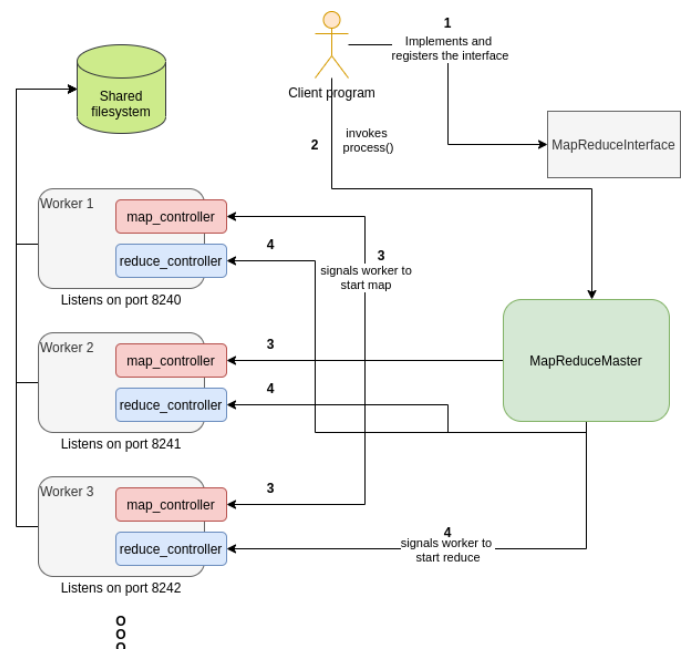 1
Implements and
registers the interface
Shared
filesystem
Client program
2
invokes
process()
MapReduceInterface
Worker 1
map_controller
reduce_controller
4
3
signals worker to
start map
Listens on port 8240
Worker 2
map_controller
3
MapReduceMaster
reduce_controller
4
Listens on port 8241
Worker 3
map_controller
3
reduce_controller
4
signals worker to
start reduce
Listens on port 8242
O
O
O